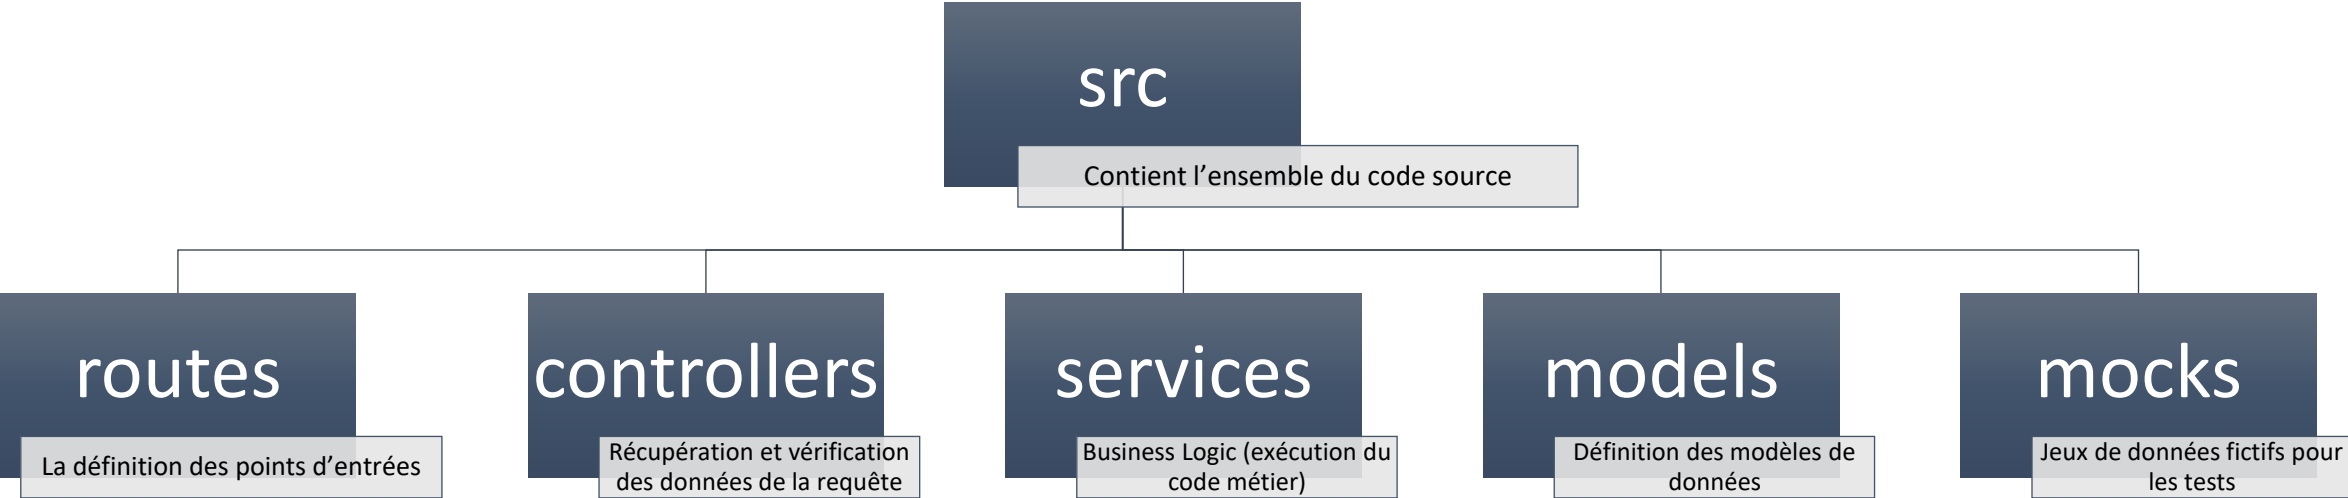 src
Contient l’ensemble du code source
routes
La définition des points d’entrées
controllers
Récupération et vérification
des données de la requête
services
Business Logic (exécution du
code métier)
models
Définition des modèles de
données
mocks
Jeux de données fictifs pour
les tests